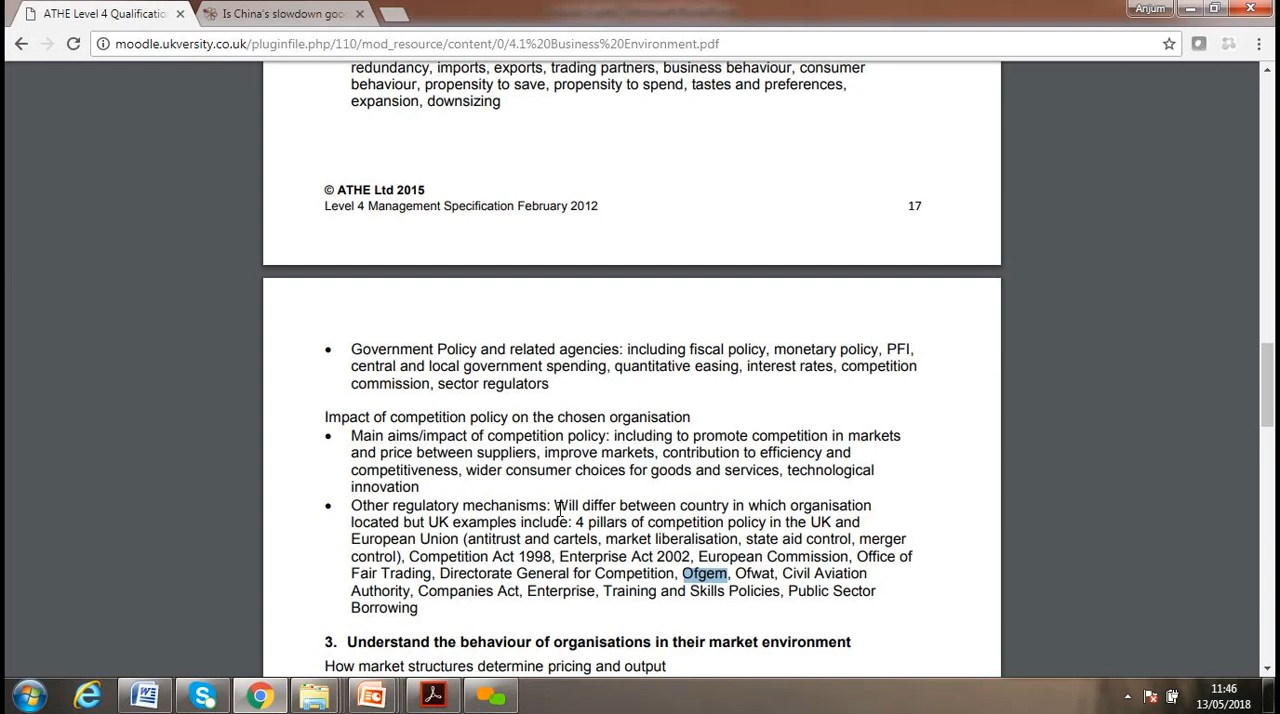 ATHE Level 4 Qualificatio
Is China's slowdown goo
Anjum
moodle.ukversity.co.uk/pluginfile.php/110/mod_resource/content/0/4.1%20Business%20Environment.pdf
redundancy, imports, exports, trading partners, business behaviour, consumer
behaviour, propensity to save, propensity to spend, tastes and preferences,
expansion, downsizing
© ATHE Ltd 2015
Level 4 Management Specification February 2012 17
• Government Policy and related agencies: including fiscal policy, monetary policy, PFI,
central and local government spending, quantitative easing, interest rates, competition
commission, sector regulators
Impact of competition policy on the chosen organisation
• Main aims/impact of competition policy: including to promote competition in markets
and price between suppliers, improve markets, contribution to efficiency and
competitiveness, wider consumer choices for goods and services, technological
innovation
• Other regulatory mechanisms: Will differ between country in which organisation
located but UK examples include: 4 pillars of competition policy in the UK and
European Union (antitrust and cartels, market liberalisation, state aid control, merger
control), Competition Act 1998, Enterprise Act 2002, European Commission, Office of
Fair Trading, Directorate General for Competition, Ofgem, Ofwat, Civil Aviation
Authority, Companies Act, Enterprise, Training and Skills Policies, Public Sector
Borrowing
3. Understand the behaviour of organisations in their market environment
How market structures determine pricing and output
11:46
13/05/2018